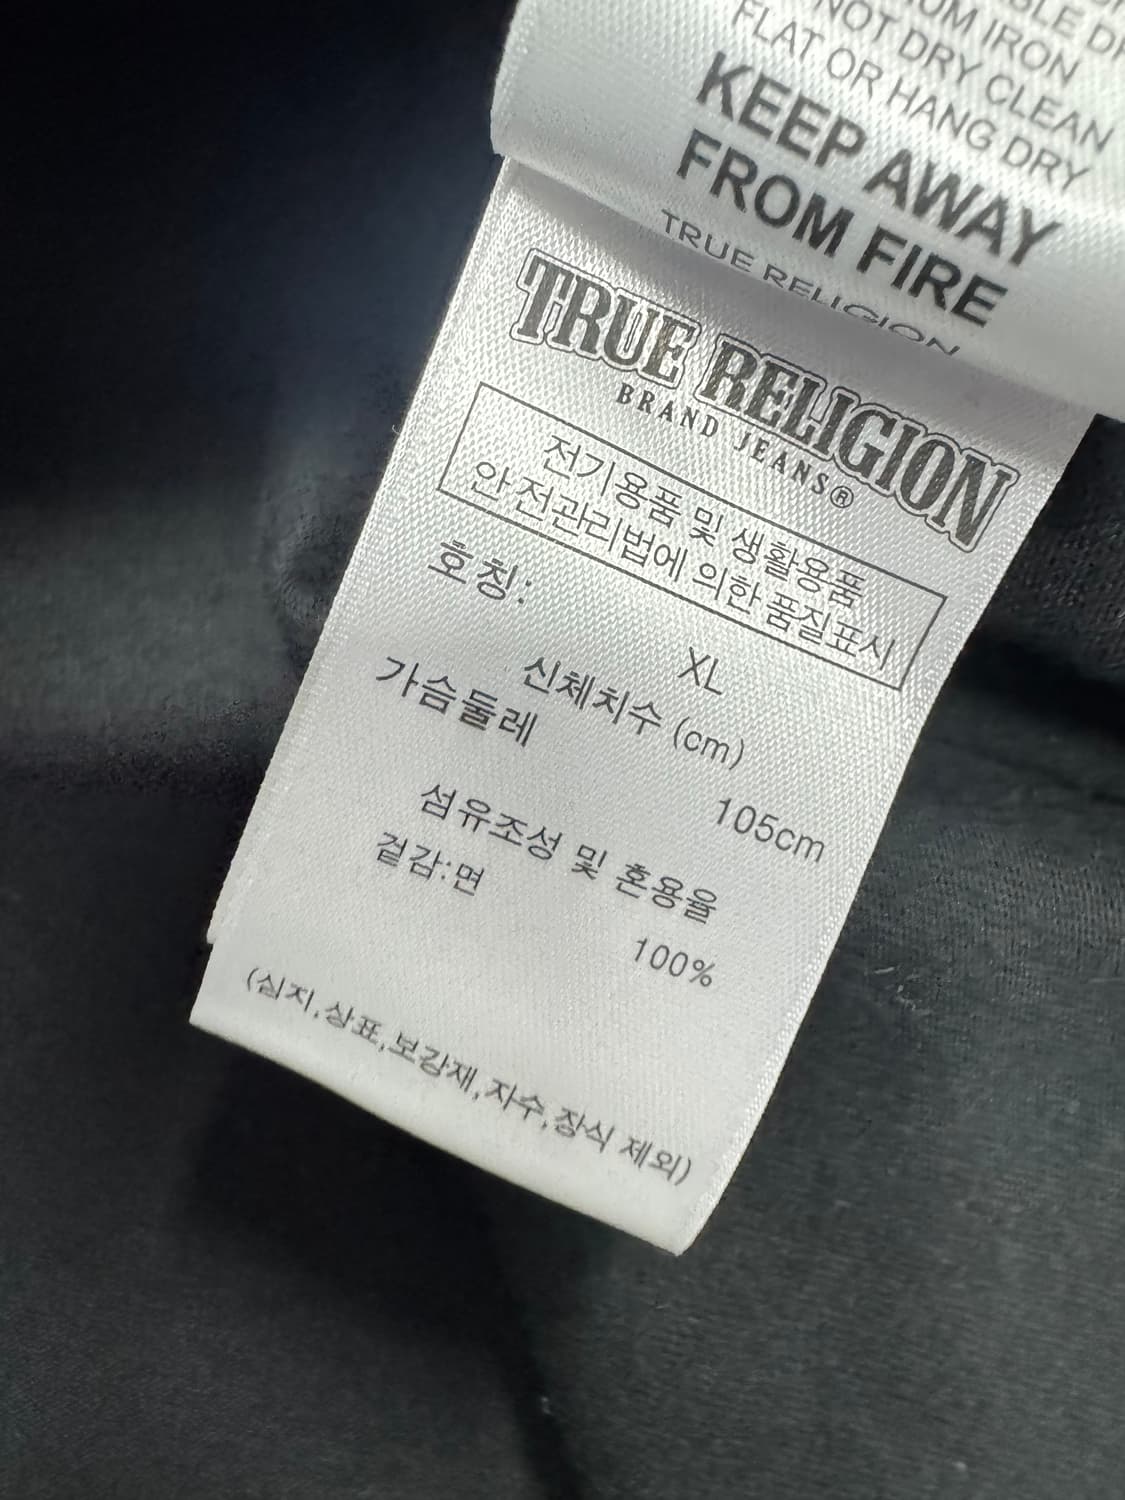 UM IRON
NOT DRY CLEAN
FLAT OR HANG DRY
KEEP AWAY
FROM FIRE
TRUE RELIGION
TRUE RELIGION
BRAND JEANS®
전기용품 및 생활용품
안전관리법에 의한 품질표시
호칭:
XL
신체치수 (cm)
가슴둘레
105cm
섬유조성 및 혼용율
겉감:면
100%
(심지,상표,보강재,자수,장식 제외)